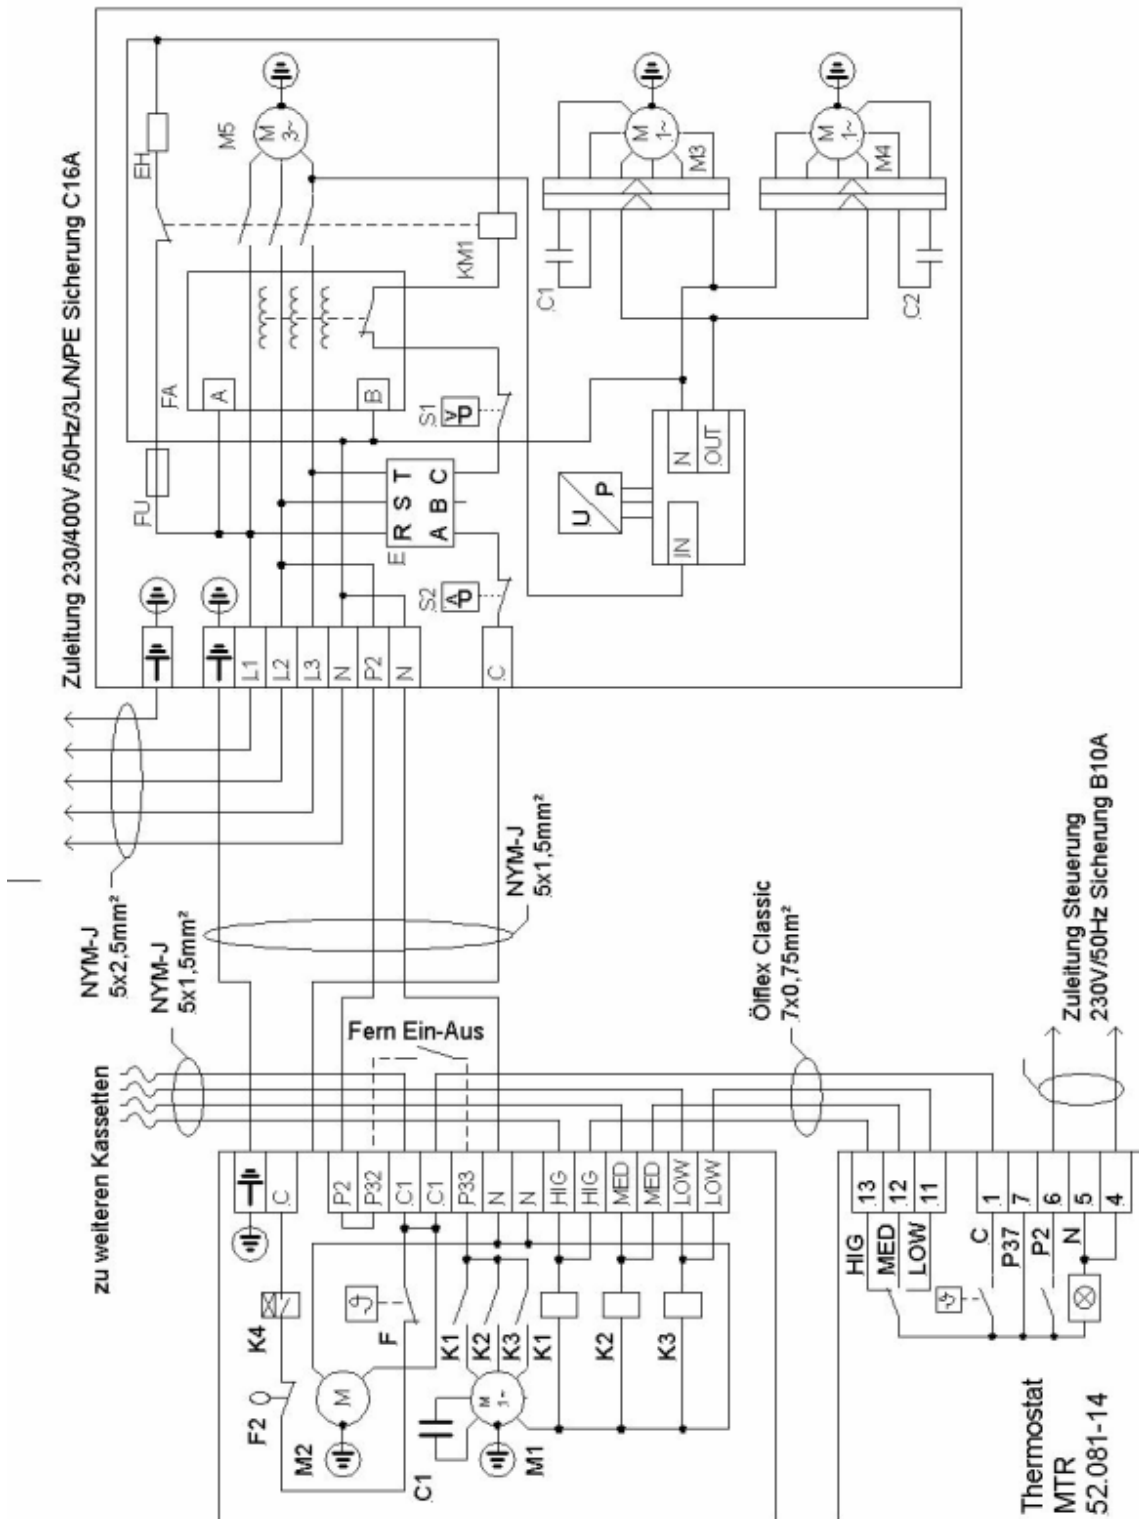 Zuleitung 230/400V /50Hz/3L/N/PE Sicherung C16A
EH
M5
M
3~
M
1~
M3
M
1~
M4
KM1
C1
C2
FA
A
B
S1
P
FU
R S T
A B C
E
U
P
N
OUT
IN
S2
P
L1
L2
L3
N
P2
N
C
NYM-J
5x2,5mm²
NYM-J
5x1,5mm²
NYM-J
5x1,5mm²
Fern Ein-Aus
zu weiteren Kassetten
Ölflex Classic
7x0,75mm²
Zuleitung Steuerung
230V/50Hz Sicherung B10A
C
P2
P32
C1
C1
P33
N
N
HIG
HIG
MED
MED
LOW
LOW
K4
F2
M2
M
ϑ
F
C1
K1
K2
K3
M
1~
M1
K1
K2
K3
13
12
11
1
7
6
5
4
HIG
MED
LOW
C
P37
P2
N
ϑ
Thermostat
MTR
52.081-14